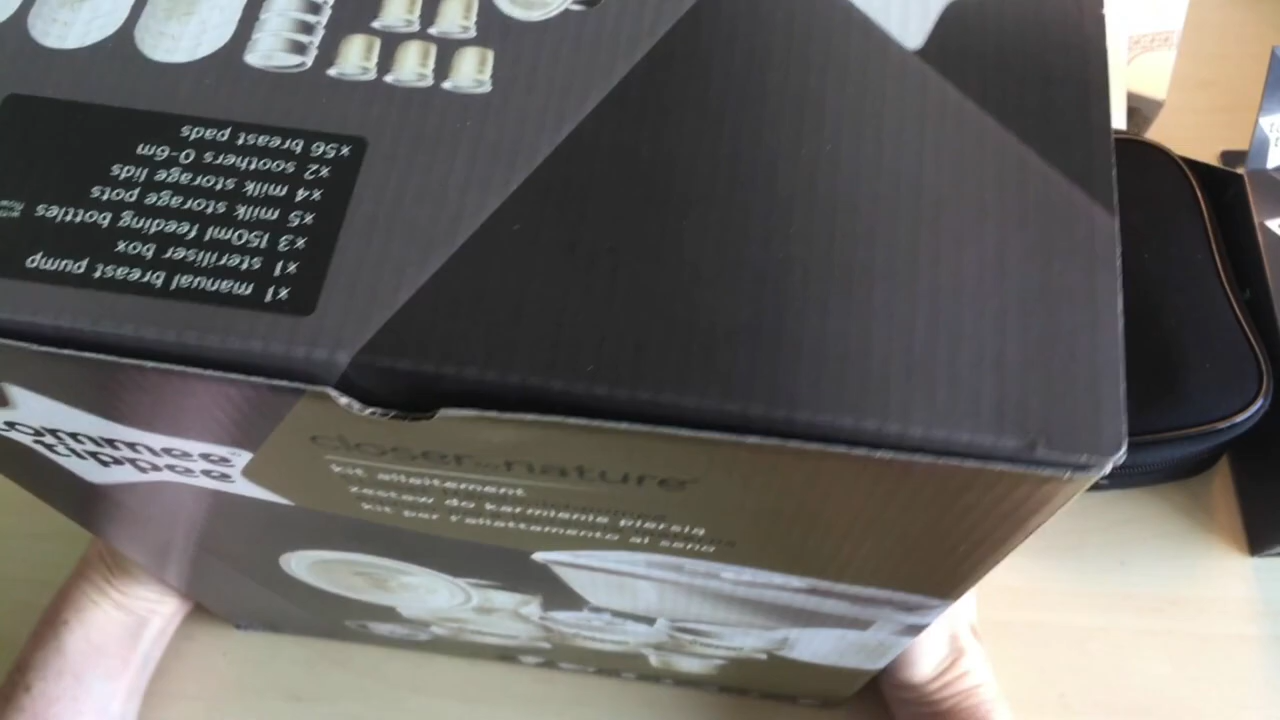 x1 manual breast pump
x1 steriliser box
x3 150ml feeding bottles
x5 milk storage pots
x4 milk storage lids
x2 soothers 0-6m
x56 breast pads
tommee
tippee
closer to nature
kit allaitement
zestaw do karmienia piersią
kit per l'allattamento al seno